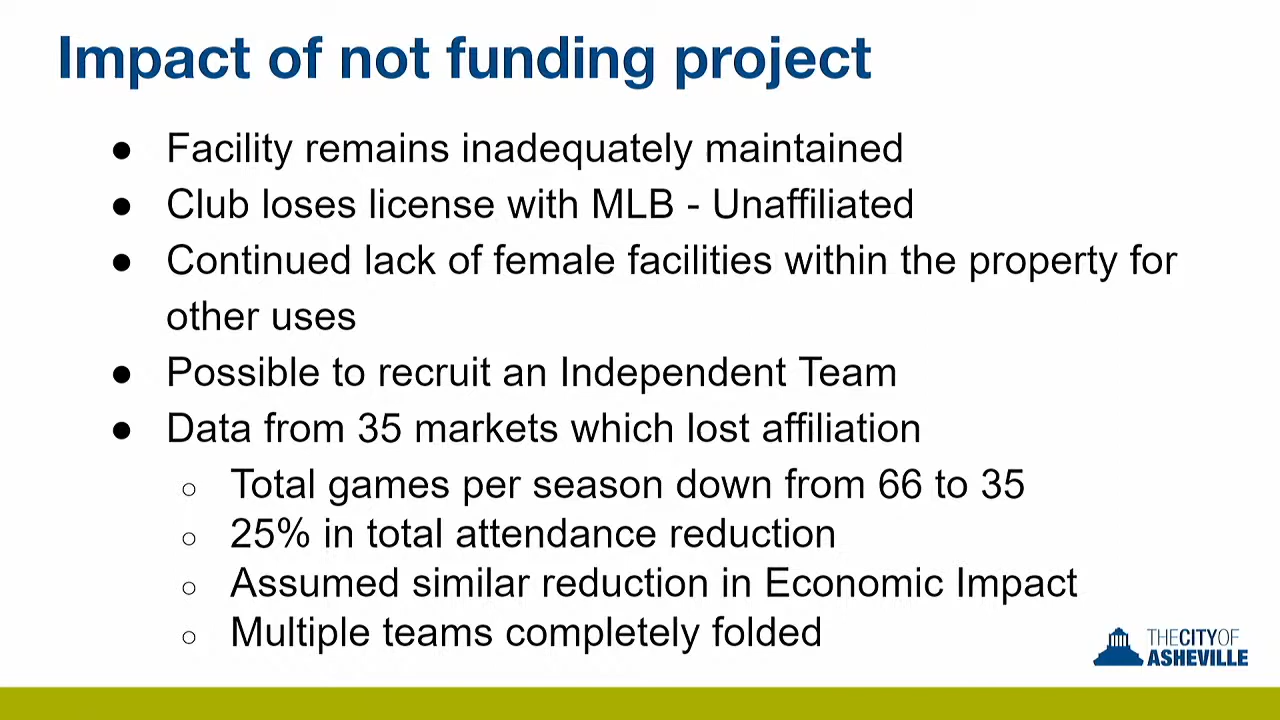 Impact of not funding project
● Facility remains inadequately maintained
● Club loses license with MLB - Unaffiliated
● Continued lack of female facilities within the property for
other uses
● Possible to recruit an Independent Team
● Data from 35 markets which lost affiliation
○ Total games per season down from 66 to 35
○ 25% in total attendance reduction
○ Assumed similar reduction in Economic Impact
○ Multiple teams completely folded
THE CITY OF
ASHEVILLE